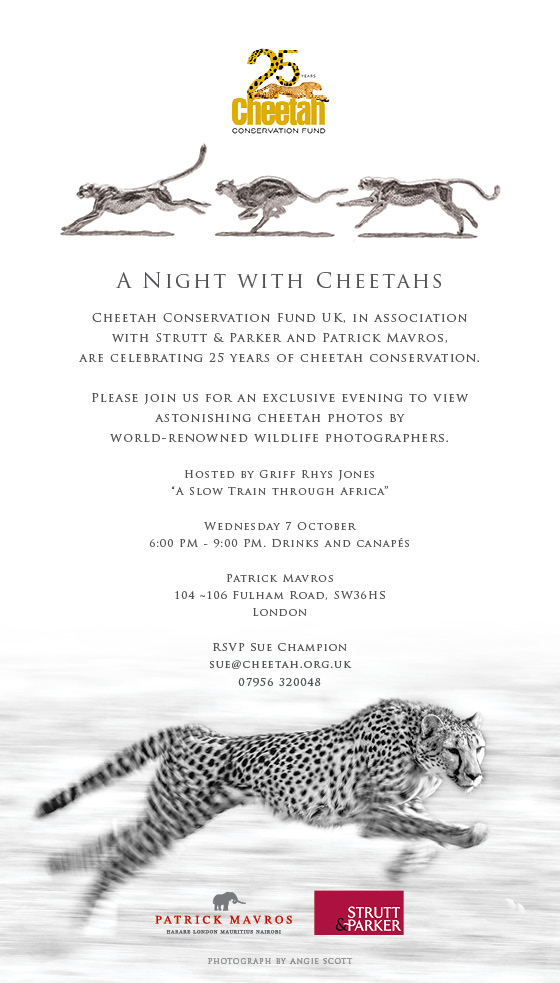 25 YEARS
Cheetah
CONSERVATION FUND
A Night with Cheetahs
Cheetah Conservation Fund UK, in association
with Strutt & Parker and Patrick Mavros,
are celebrating 25 years of cheetah conservation.
Please join us for an exclusive evening to view
astonishing cheetah photos by
world-renowned wildlife photographers.
Hosted by Griff Rhys Jones
“A Slow Train through Africa”
Wednesday 7 October
6:00 PM - 9:00 PM. Drinks and canapés
Patrick Mavros
104 ~106 Fulham Road, SW36HS
London
RSVP Sue Champion
sue@cheetah.org.uk
07956 320048
PATRICK MAVROS
HARARE LONDON MAURITIUS NAIROBI
STRUTT
&PARKER
PHOTOGRAPH BY ANGIE SCOTT